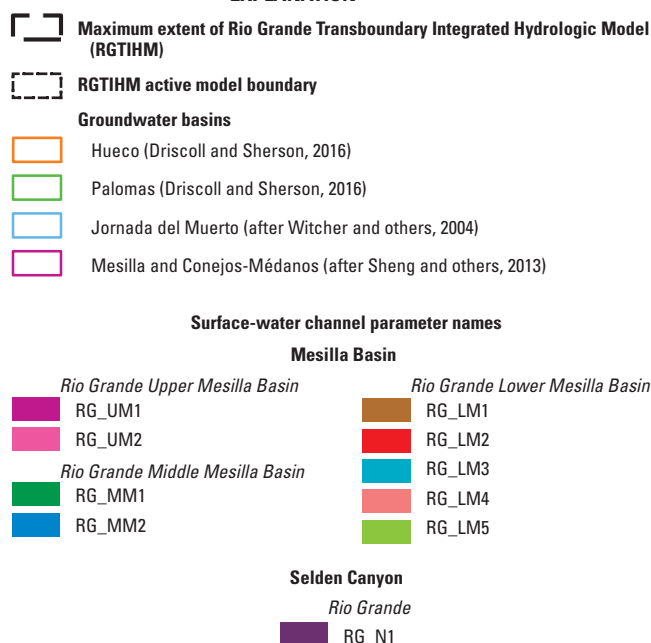 EXPLANATION
Maximum extent of Rio Grande Transboundary Integrated Hydrologic Model
(RGTIHM)
RGTIHM active model boundary
Groundwater basins
Hueco (Driscoll and Sherson, 2016)
Palomas (Driscoll and Sherson, 2016)
Jornada del Muerto (after Witcher and others, 2004)
Mesilla and Conejos-Médanos (after Sheng and others, 2013)
Surface-water channel parameter names
Mesilla Basin
Rio Grande Upper Mesilla Basin
RG_UM1
RG_UM2
Rio Grande Middle Mesilla Basin
RG_MM1
RG_MM2
Rio Grande Lower Mesilla Basin
RG_LM1
RG_LM2
RG_LM3
RG_LM4
RG_LM5
Selden Canyon
Rio Grande
RG_N1